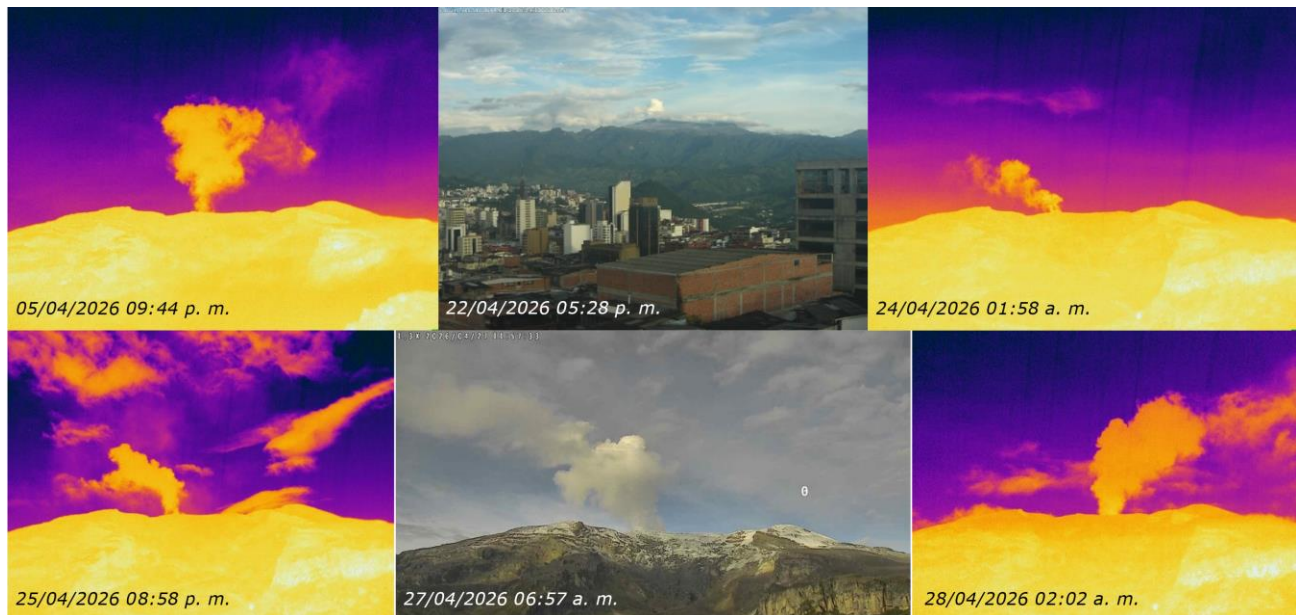 05/04/2026 09:44 p. m.
22/04/2026 05:28 p. m.
24/04/2026 01:58 a. m.
25/04/2026 08:58 p. m.
θ
27/04/2026 06:57 a. m.
28/04/2026 02:02 a. m.